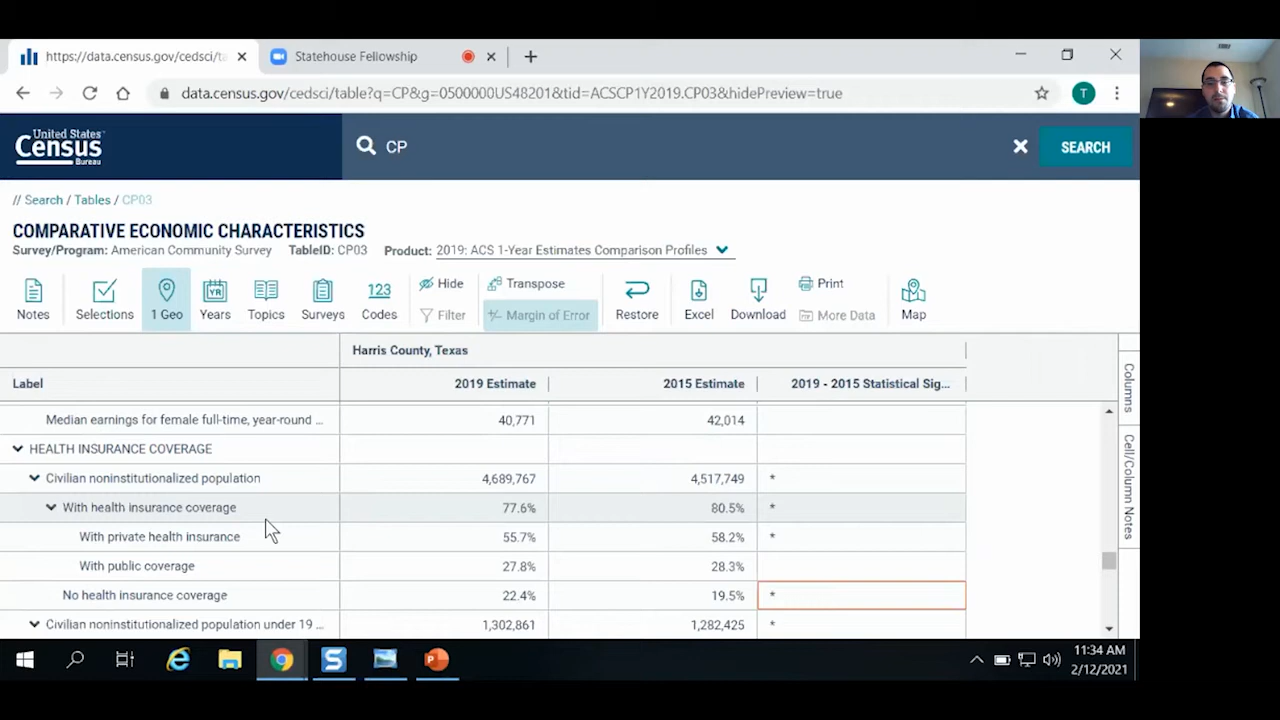 https://data.census.gov/cedsci/ta
Statehouse Fellowship
data.census.gov/cedsci/table?q=CP&g=0500000US48201&tid=ACSCP1Y2019.CP03&hidePreview=true
T
United States
Census
Bureau
CP
SEARCH
// Search / Tables / CP03
COMPARATIVE ECONOMIC CHARACTERISTICS
Survey/Program: American Community Survey TableID: CP03 Product: 2019: ACS 1-Year Estimates Comparison Profiles
Notes
Selections
1 Geo
YR
Years
Topics
Surveys
123
Codes
Hide
Filter
Transpose
Margin of Error
Restore
Excel
Download
Print
More Data
Map
Harris County, Texas
Label 2019 Estimate 2015 Estimate 2019 - 2015 Statistical Sig...
Median earnings for female full-time, year-round ... 40,771 42,014
HEALTH INSURANCE COVERAGE
Civilian noninstitutionalized population 4,689,767 4,517,749 *
With health insurance coverage 77.6% 80.5% *
With private health insurance 55.7% 58.2% *
With public coverage 27.8% 28.3%
No health insurance coverage 22.4% 19.5% *
Civilian noninstitutionalized population under 19 ... 1,302,861 1,282,425 *
Columns
Cell/Column Notes
11:34 AM
2/12/2021